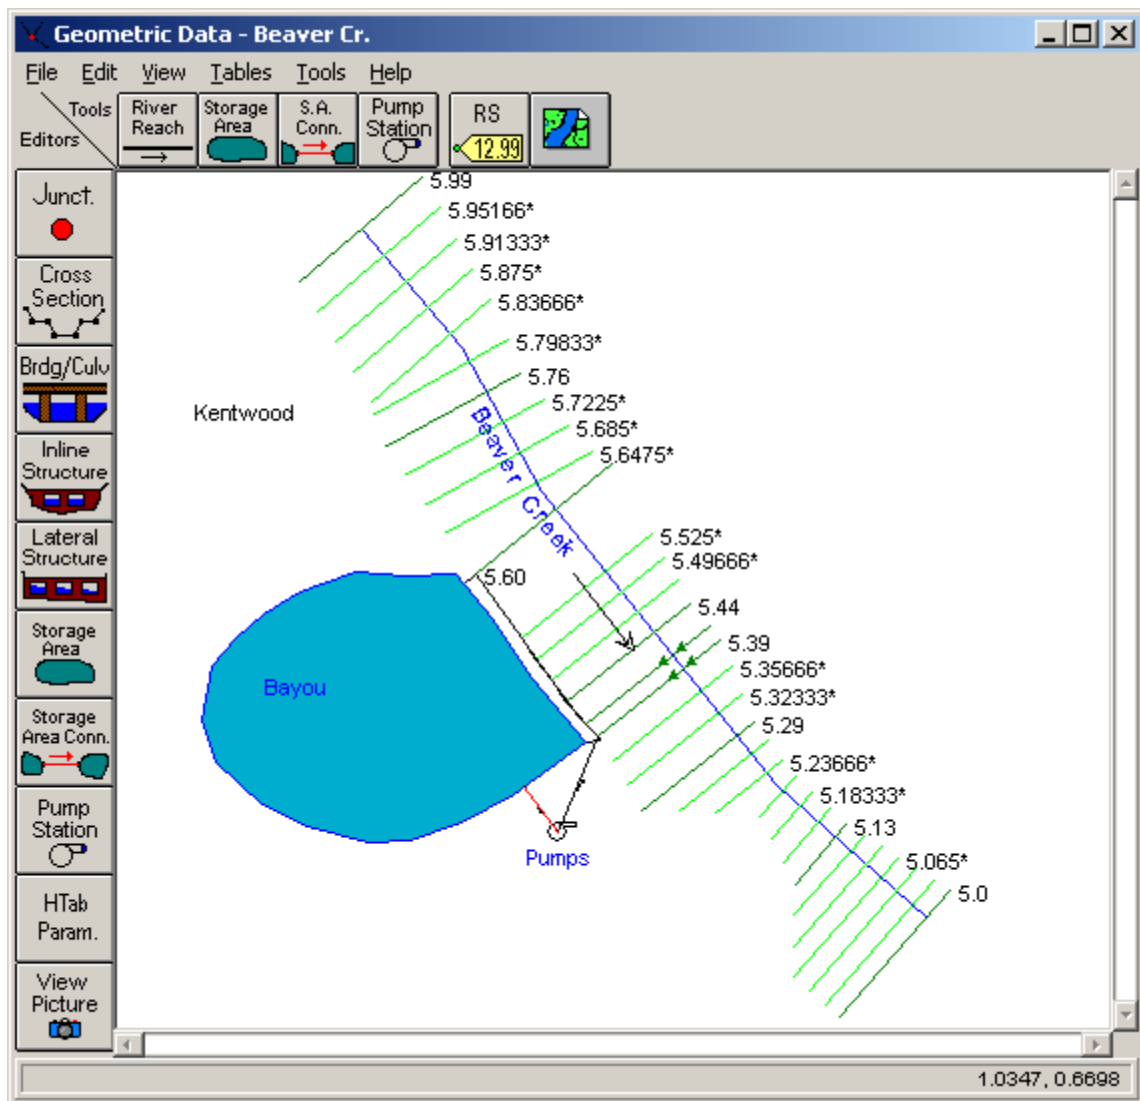 Geometric Data - Beaver Cr.
File Edit View Tables Tools Help
Tools
Editors
River
Reach
Storage
Area
S.A.
Conn.
Pump
Station
RS
12.99
Junct.
Cross
Section
Brdg/Culv
Inline
Structure
Lateral
Structure
Storage
Area
Storage
Area Conn.
Pump
Station
HTab
Param.
View
Picture
5.99
5.95166*
5.91333*
5.875*
5.83666*
5.79833*
5.76
Kentwood
5.7225*
5.685*
5.6475*
Beaver Creek
5.525*
5.49666*
5.60
5.44
5.39
5.35666*
Bayou
5.32333*
5.29
5.23666*
5.18333*
5.13
Pumps
5.065*
5.0
1.0347, 0.6698